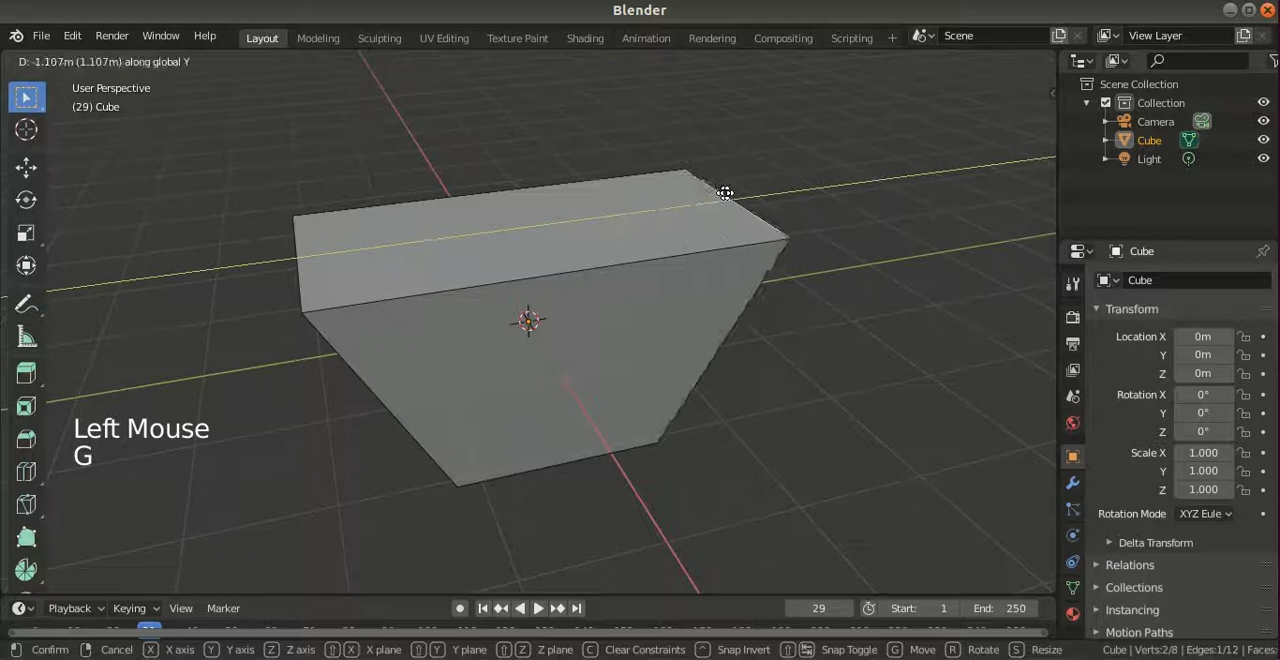 Blender
File Edit Render Window Help Layout Modeling Sculpting UV Editing Texture Paint Shading Animation Rendering Compositing Scripting + Scene View Layer
D: -1.107m (1.107m) along global Y
User Perspective
(29) Cube
Scene Collection
Collection
Camera
Cube
Light
Cube
Cube
Transform
Location X 0m
Y 0m
Z 0m
Rotation X 0°
Y 0°
Z 0°
Scale X 1.000
Y 1.000
Z 1.000
Rotation Mode XYZ Eule
Delta Transform
Relations
Collections
Instancing
Motion Paths
Left Mouse
G
Playback Keying View Marker 29 Start: 1 End: 250
Confirm Cancel X X axis Y Y axis Z Z axis X X plane Y Y plane Z Z plane C Clear Constraints Snap Invert Snap Toggle G Move R Rotate S Resize Cube | Verts:2/8 | Edges:1/12 | Faces: